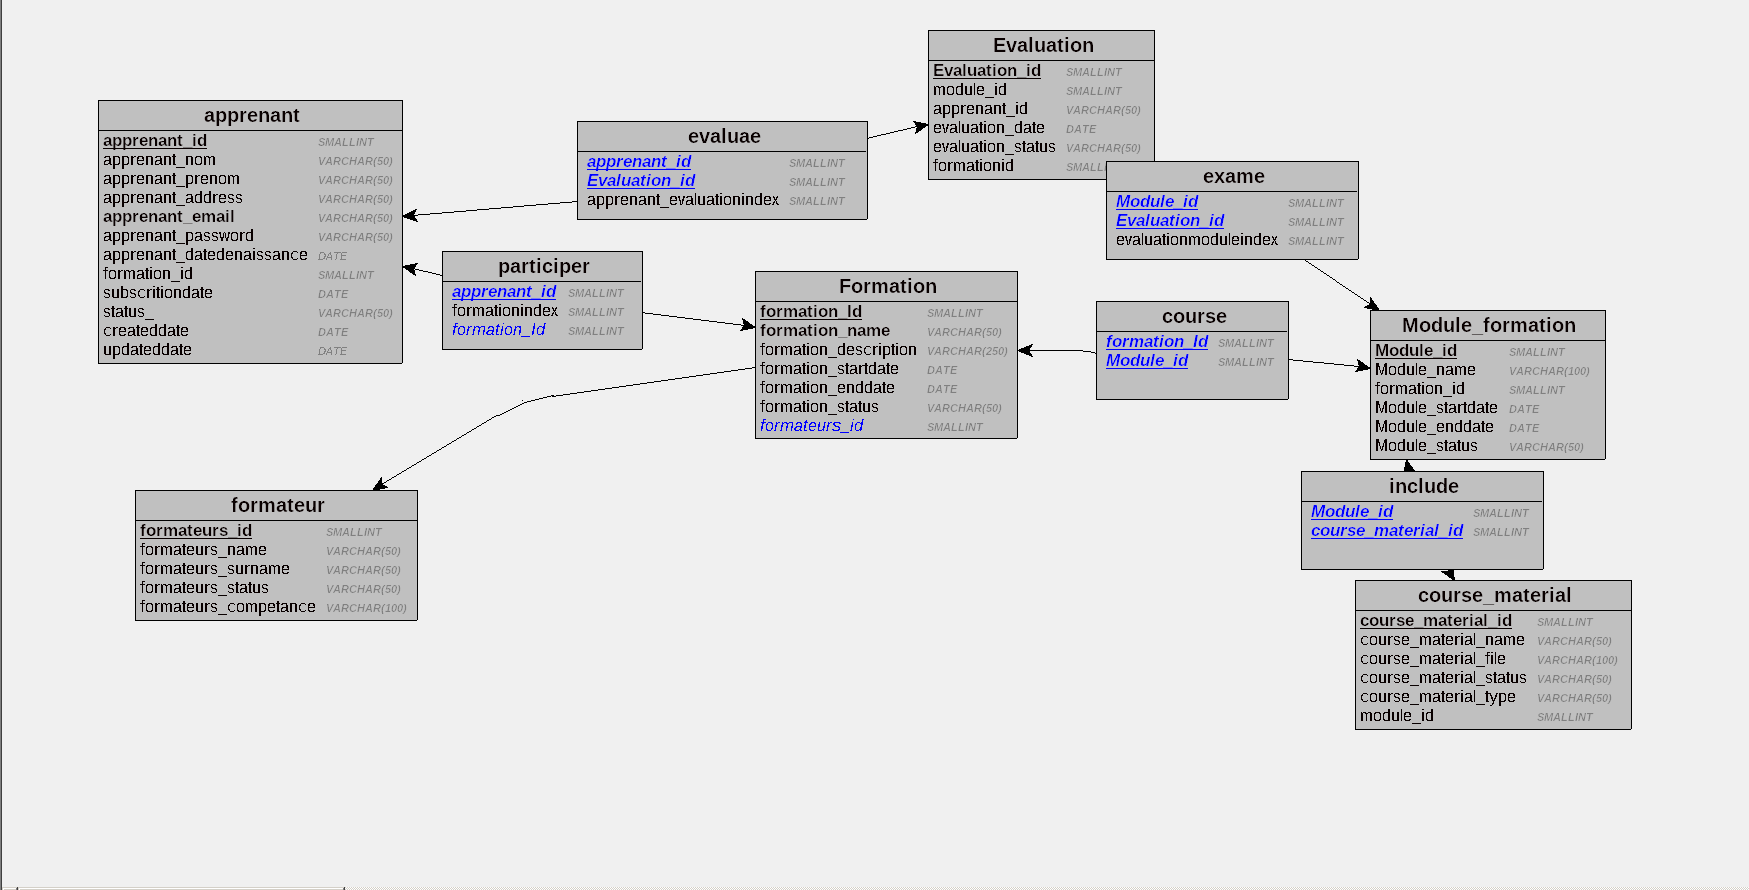 Evaluation
Evaluation_id SMALLINT
module_id SMALLINT
apprenant_id VARCHAR(50)
evaluation_date DATE
evaluation_status VARCHAR(50)
formationid
apprenant
apprenant_id SMALLINT
apprenant_nom VARCHAR(50)
apprenant_prenom VARCHAR(50)
apprenant_address VARCHAR(50)
apprenant_email VARCHAR(50)
apprenant_password VARCHAR(50)
apprenant_datedenaissance DATE
formation_id SMALLINT
subscritiondate DATE
status_ VARCHAR(50)
createddate DATE
updateddate DATE
evaluae
apprenant_id SMALLINT
Evaluation_id SMALLINT
apprenant_evaluationindex SMALLINT
exame
Module_id SMALLINT
Evaluation_id SMALLINT
evaluationmoduleindex SMALLINT
participer
apprenant_id SMALLINT
formationindex SMALLINT
formation_Id SMALLINT
Formation
formation_Id SMALLINT
formation_name VARCHAR(50)
formation_description VARCHAR(250)
formation_startdate DATE
formation_enddate DATE
formation_status VARCHAR(50)
formateurs_id SMALLINT
course
formation_Id SMALLINT
Module_id SMALLINT
Module_formation
Module_id SMALLINT
Module_name VARCHAR(100)
formation_id SMALLINT
Module_startdate DATE
Module_enddate DATE
Module_status VARCHAR(50)
formateur
formateurs_id SMALLINT
formateurs_name VARCHAR(50)
formateurs_surname VARCHAR(50)
formateurs_status VARCHAR(50)
formateurs_competance VARCHAR(100)
include
Module_id SMALLINT
course_material_id SMALLINT
course_material
course_material_id SMALLINT
course_material_name VARCHAR(50)
course_material_file VARCHAR(100)
course_material_status VARCHAR(50)
course_material_type VARCHAR(50)
module_id SMALLINT